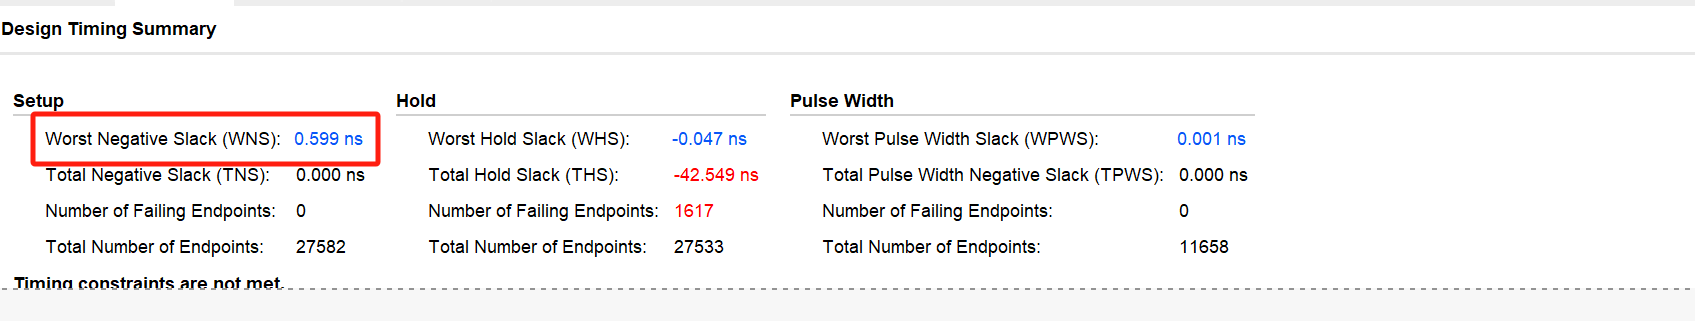 Design Timing Summary
Setup
Hold
Pulse Width
Worst Negative Slack (WNS): 0.599 ns
Worst Hold Slack (WHS): -0.047 ns
Worst Pulse Width Slack (WPWS): 0.001 ns
Total Negative Slack (TNS): 0.000 ns
Total Hold Slack (THS): -42.549 ns
Total Pulse Width Negative Slack (TPWS): 0.000 ns
Number of Failing Endpoints: 0
Number of Failing Endpoints: 1617
Number of Failing Endpoints: 0
Total Number of Endpoints: 27582
Total Number of Endpoints: 27533
Total Number of Endpoints: 11658
Timing constraints are not met.